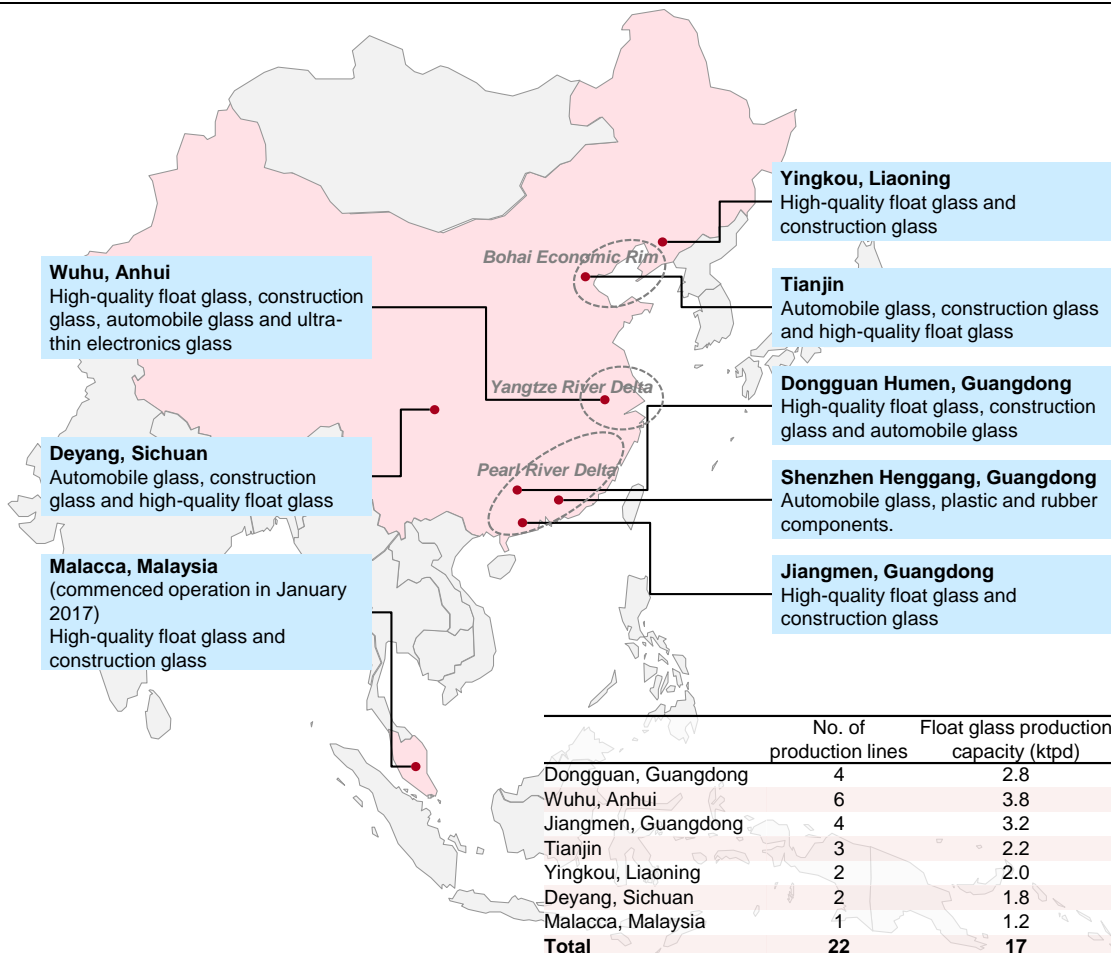 Yingkou, Liaoning
High-quality float glass and
construction glass
Bohai Economic Rim
Wuhu, Anhui
High-quality float glass, construction
glass, automobile glass and ultra-
thin electronics glass
Tianjin
Automobile glass, construction glass
and high-quality float glass
Yangtze River Delta
Dongguan Humen, Guangdong
High-quality float glass, construction
glass and automobile glass
Deyang, Sichuan
Automobile glass, construction
glass and high-quality float glass
Pearl River Delta
Shenzhen Henggang, Guangdong
Automobile glass, plastic and rubber
components.
Malacca, Malaysia
(commenced operation in January
2017)
High-quality float glass and
construction glass
Jiangmen, Guangdong
High-quality float glass and
construction glass
No. of Float glass production
production lines capacity (ktpd)
Dongguan, Guangdong 4 2.8
Wuhu, Anhui 6 3.8
Jiangmen, Guangdong 4 3.2
Tianjin 3 2.2
Yingkou, Liaoning 2 2.0
Deyang, Sichuan 2 1.8
Malacca, Malaysia 1 1.2
Total 22 17